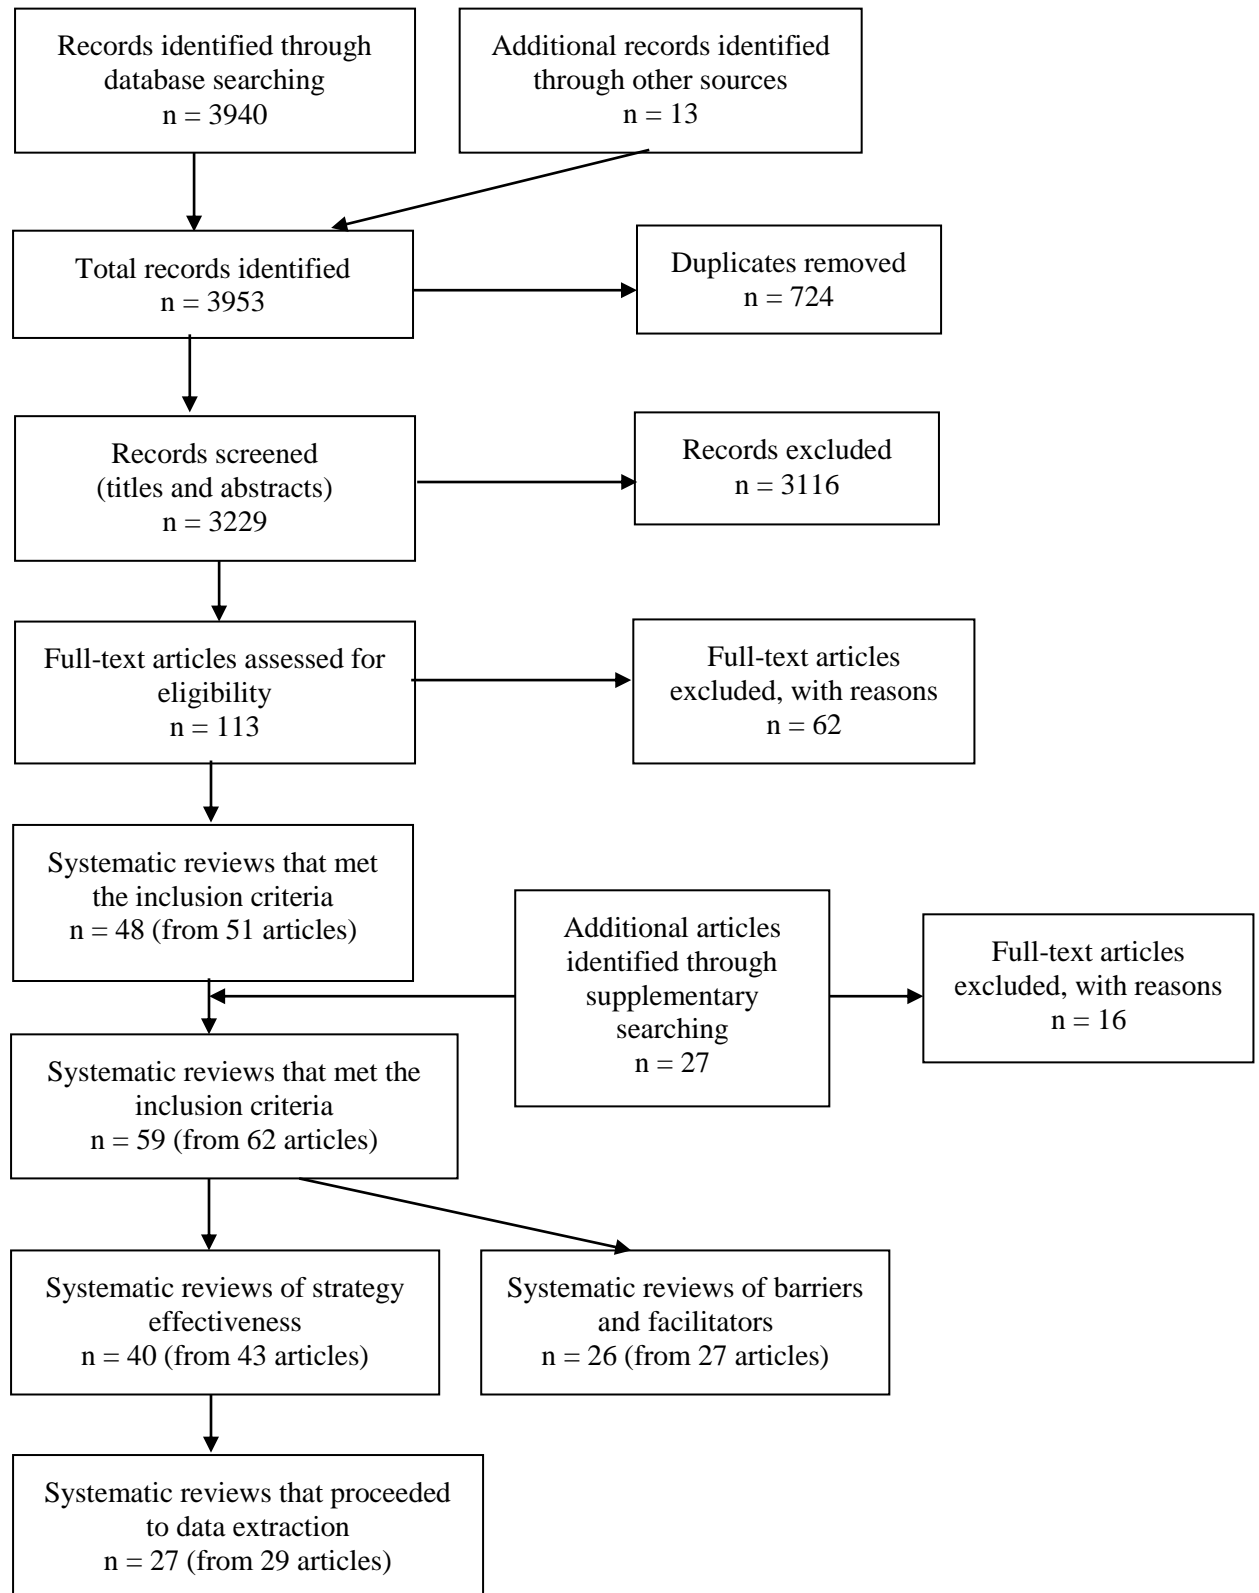 Records identified through
database searching
n = 3940
Additional records identified
through other sources
n = 13
Total records identified
n = 3953
Duplicates removed
n = 724
Records screened
(titles and abstracts)
n = 3229
Records excluded
n = 3116
Full-text articles assessed for
eligibility
n = 113
Full-text articles
excluded, with reasons
n = 62
Systematic reviews that met
the inclusion criteria
n = 48 (from 51 articles)
Additional articles
identified through
supplementary
searching
n = 27
Full-text articles
excluded, with reasons
n = 16
Systematic reviews that met the
inclusion criteria
n = 59 (from 62 articles)
Systematic reviews of strategy
effectiveness
n = 40 (from 43 articles)
Systematic reviews of barriers
and facilitators
n = 26 (from 27 articles)
Systematic reviews that proceeded
to data extraction
n = 27 (from 29 articles)